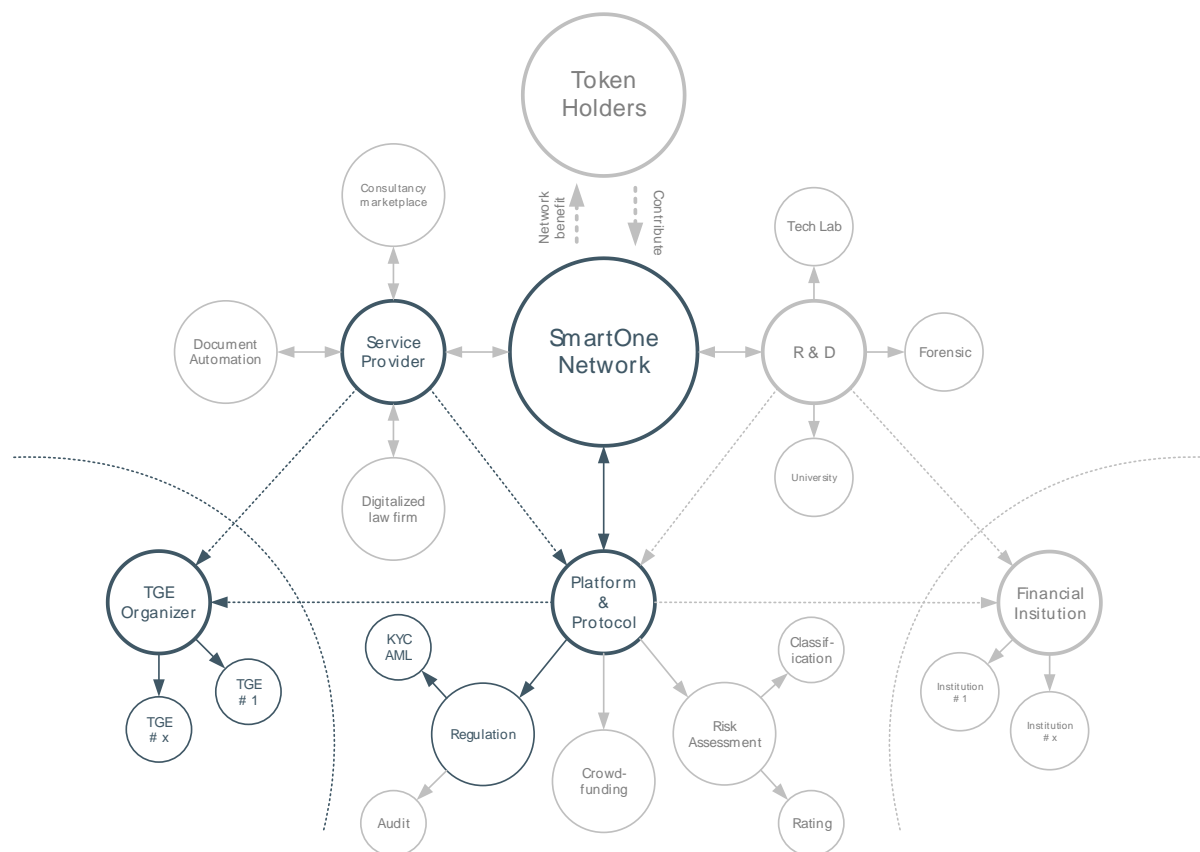 Token
Holders
Network
benefit
Contribute
Consultancy
marketplace
Tech Lab
Document
Automation
Service
Provider
SmartOne
Network
R & D
Forensic
Digitalized
law firm
University
TGE
Organizer
Platform
&
Protocol
Financial
Insitution
KYC
AML
Classif-
ication
TGE
# 1
TGE
# x
Institution
# 1
Institution
# x
Regulation
Risk
Assessment
Crowd-
funding
Audit
Rating